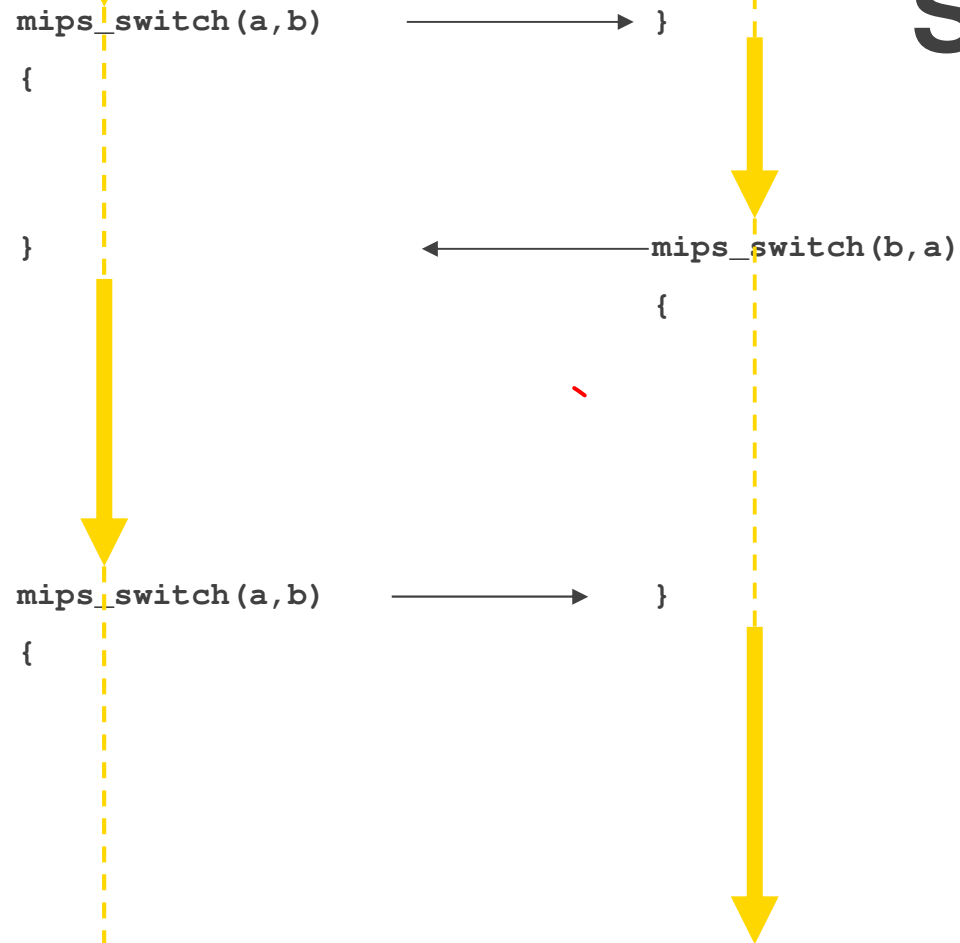 mips_switch(a,b) }
{
} mips_switch(b,a)
{
mips_switch(a,b) }
{